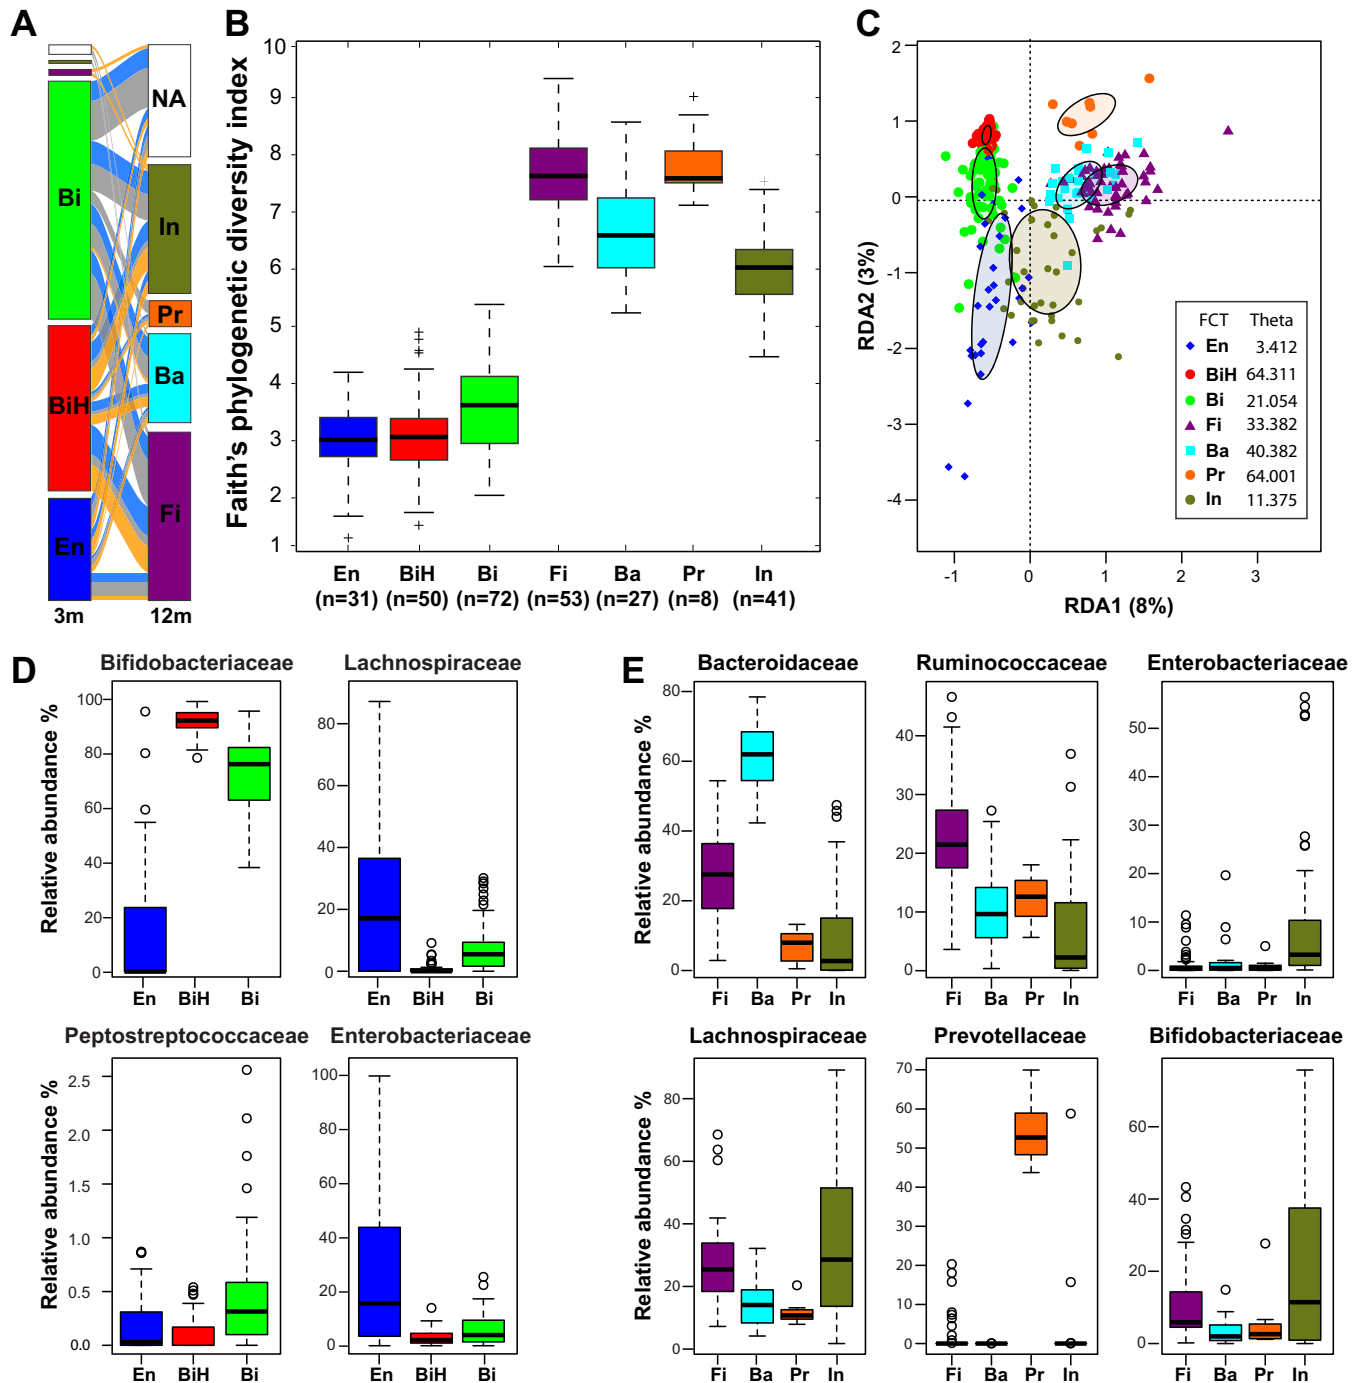 A
Bi
BiH
En
3m
NA
In
Pr
Ba
Fi
12m
B
Faith's phylogenetic diversity index
10
9
8
7
6
5
4
3
2
1
En BiH Bi Fi Ba Pr In
(n=31) (n=50) (n=72) (n=53) (n=27) (n=8) (n=41)
C
RDA2 (3%)
2
1
0
-1
-2
-3
-4
-1 0 1 2 3
RDA1 (8%)
FCT Theta
En 3.412
BiH 64.311
Bi 21.054
Fi 33.382
Ba 40.382
Pr 64.001
In 11.375
D
Relative abundance %
Bifidobacteriaceae
100
80
60
40
20
0
En BiH Bi
Lachnospiraceae
80
60
40
20
0
En BiH Bi
Relative abundance %
Peptostreptococcaceae
2.5
2.0
1.5
1.0
0.5
0.0
En BiH Bi
Enterobacteriaceae
100
80
60
40
20
0
En BiH Bi
E
Relative abundance %
Bacteroidaceae
80
60
40
20
0
Fi Ba Pr In
Ruminococcaceae
40
30
20
10
0
Fi Ba Pr In
Enterobacteriaceae
50
40
30
20
10
0
Fi Ba Pr In
Relative abundance %
Lachnospiraceae
80
60
40
20
0
Fi Ba Pr In
Prevotellaceae
70
60
50
40
30
20
10
0
Fi Ba Pr In
Bifidobacteriaceae
60
40
20
0
Fi Ba Pr In